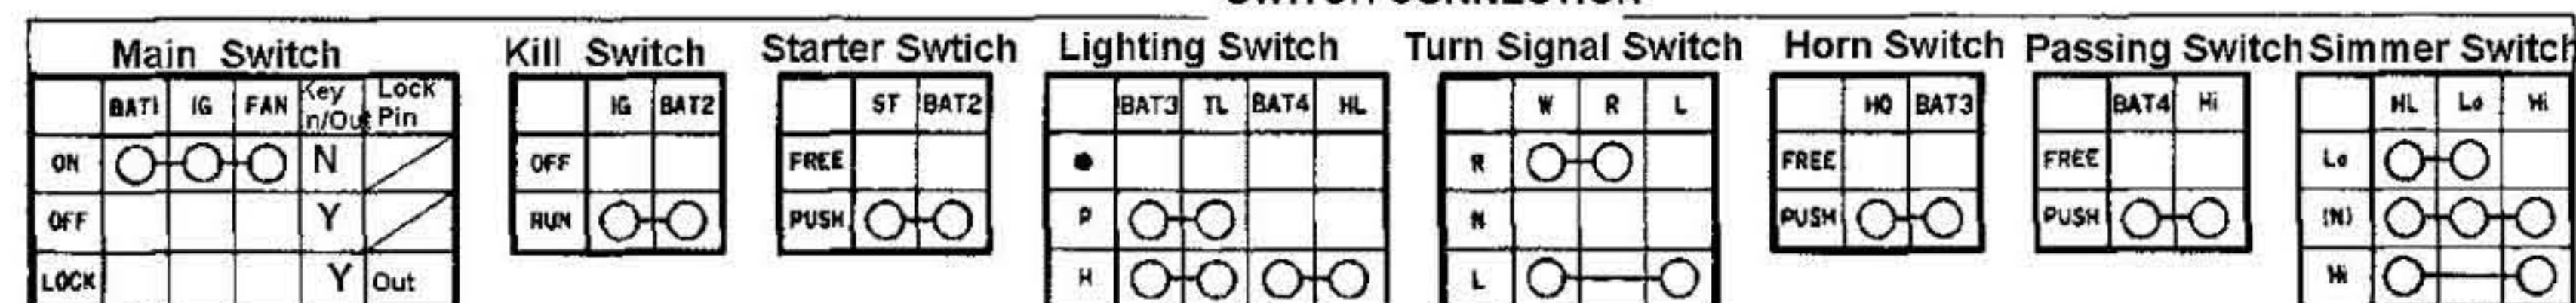 Main Switch
BAT1 IG FAN Key In/Out Lock Pin
ON N
OFF Y
LOCK Y Out
Kill Switch
IG BAT2
OFF
RUN
Starter Swtich
ST BAT2
FREE
PUSH
Lighting Switch
BAT3 TL BAT4 HL
●
P
H
Turn Signal Switch
W R L
R
N
L
Horn Switch
HO BAT3
FREE
PUSH
Passing Switch
BAT4 Hi
FREE
PUSH
Simmer Switch
HL Lo Hi
Lo
(N)
Hi